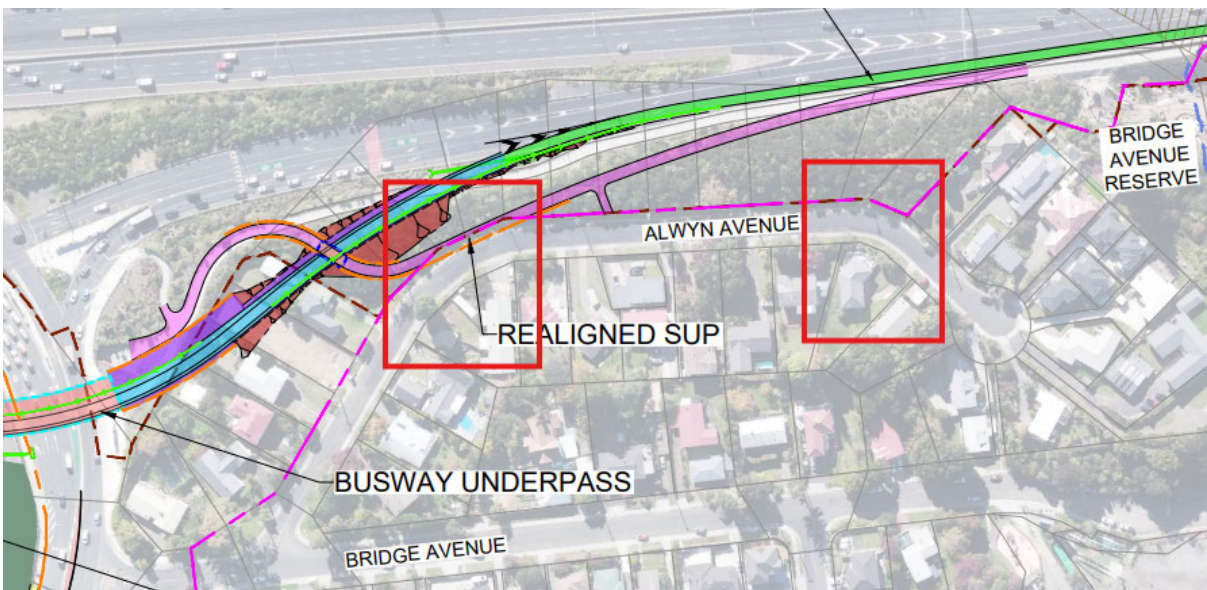 BRIDGE
AVENUE
RESERVE
ALWYN AVENUE
REALIGNED SUP
BUSWAY UNDERPASS
BRIDGE AVENUE